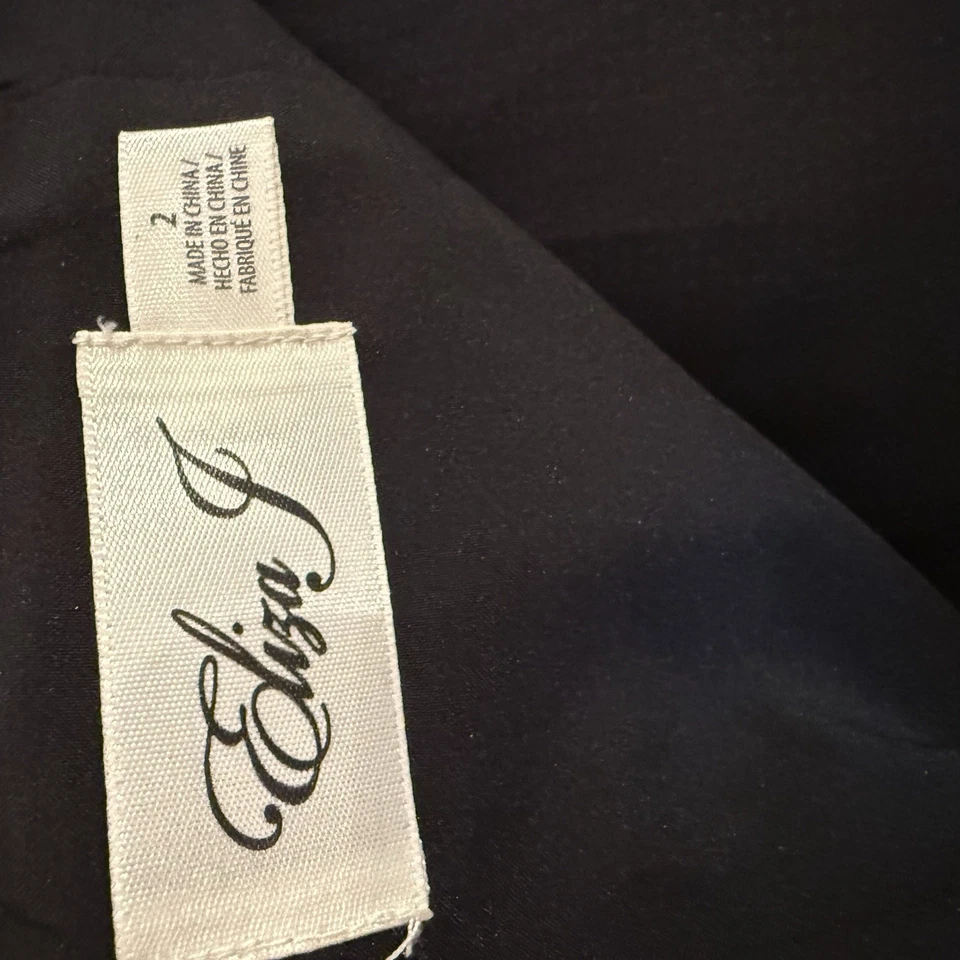 2
MADE IN CHINA/
HECHO EN CHINA/
FABRIQUÉ EN CHINE
Eliza J